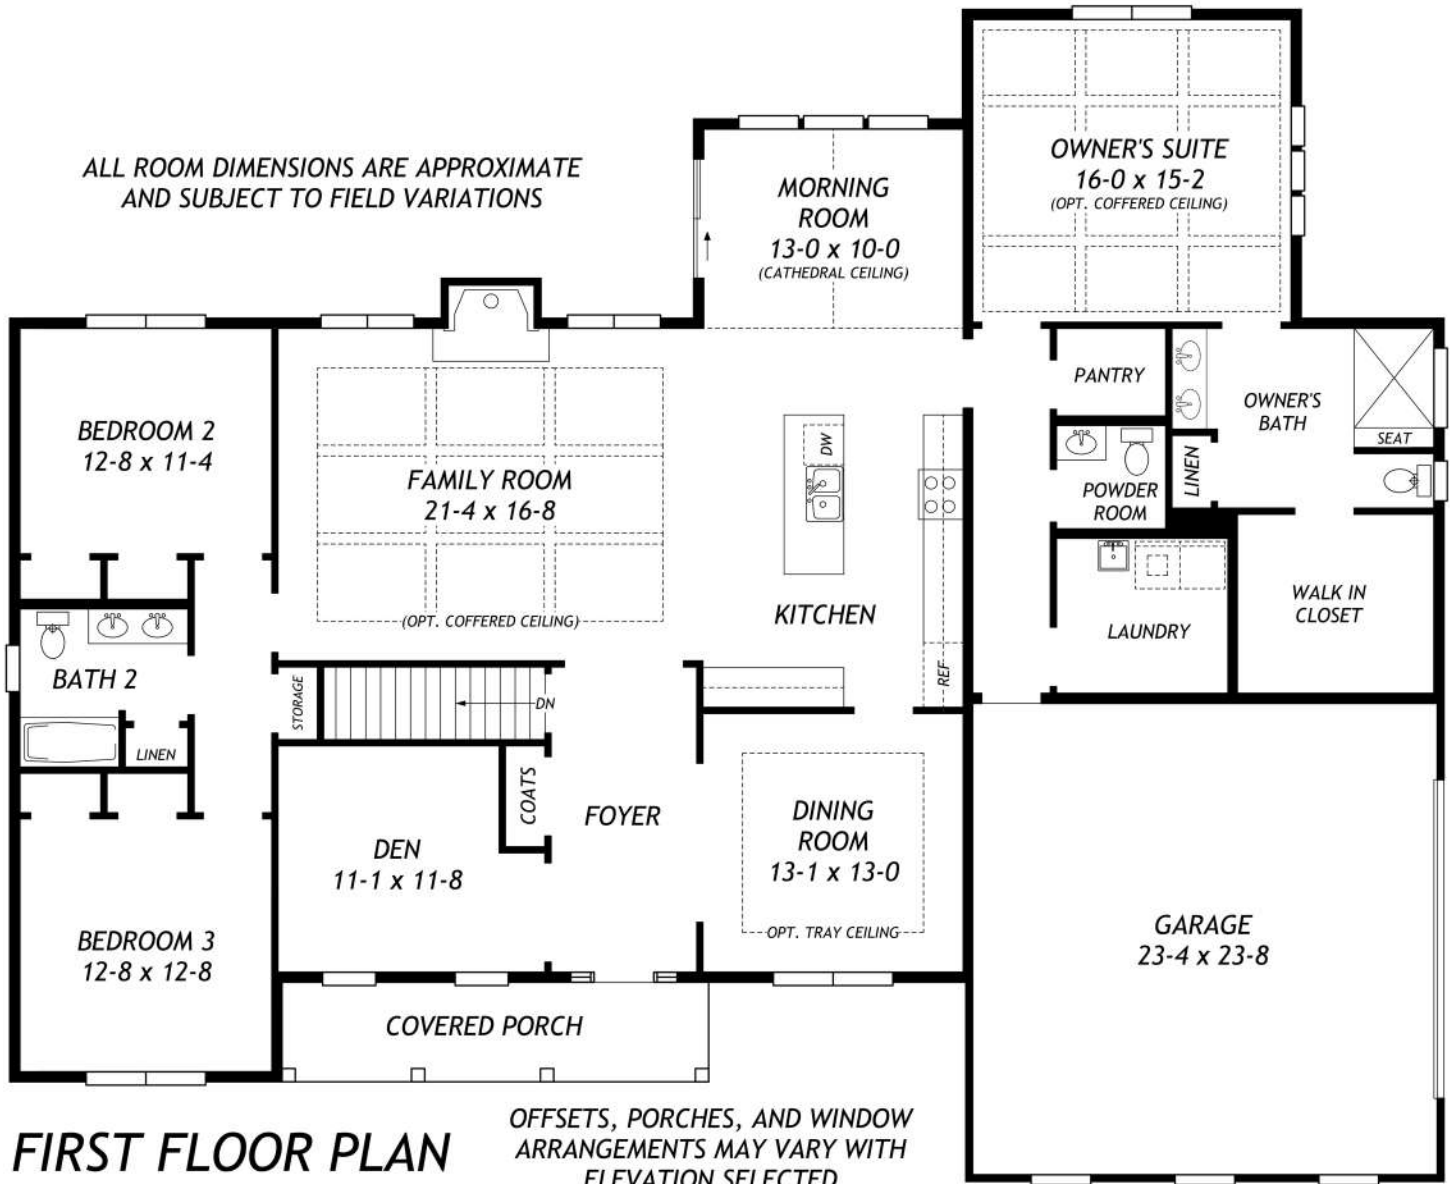 ALL ROOM DIMENSIONS ARE APPROXIMATE
AND SUBJECT TO FIELD VARIATIONS
OWNER'S SUITE
16-0 x 15-2
(OPT. COFFERED CEILING)
MORNING
ROOM
13-0 x 10-0
(CATHEDRAL CEILING)
BEDROOM 2
12-8 x 11-4
FAMILY ROOM
21-4 x 16-8
(OPT. COFFERED CEILING)
DW
KITCHEN
REF
PANTRY
OWNER'S
BATH
SEAT
LINEN
POWDER
ROOM
LAUNDRY
WALK IN
CLOSET
BATH 2
LINEN
STORAGE
DN
COATS
FOYER
DEN
11-1 x 11-8
DINING
ROOM
13-1 x 13-0
OPT. TRAY CEILING
BEDROOM 3
12-8 x 12-8
GARAGE
23-4 x 23-8
COVERED PORCH
FIRST FLOOR PLAN
OFFSETS, PORCHES, AND WINDOW
ARRANGEMENTS MAY VARY WITH
ELEVATION SELECTED